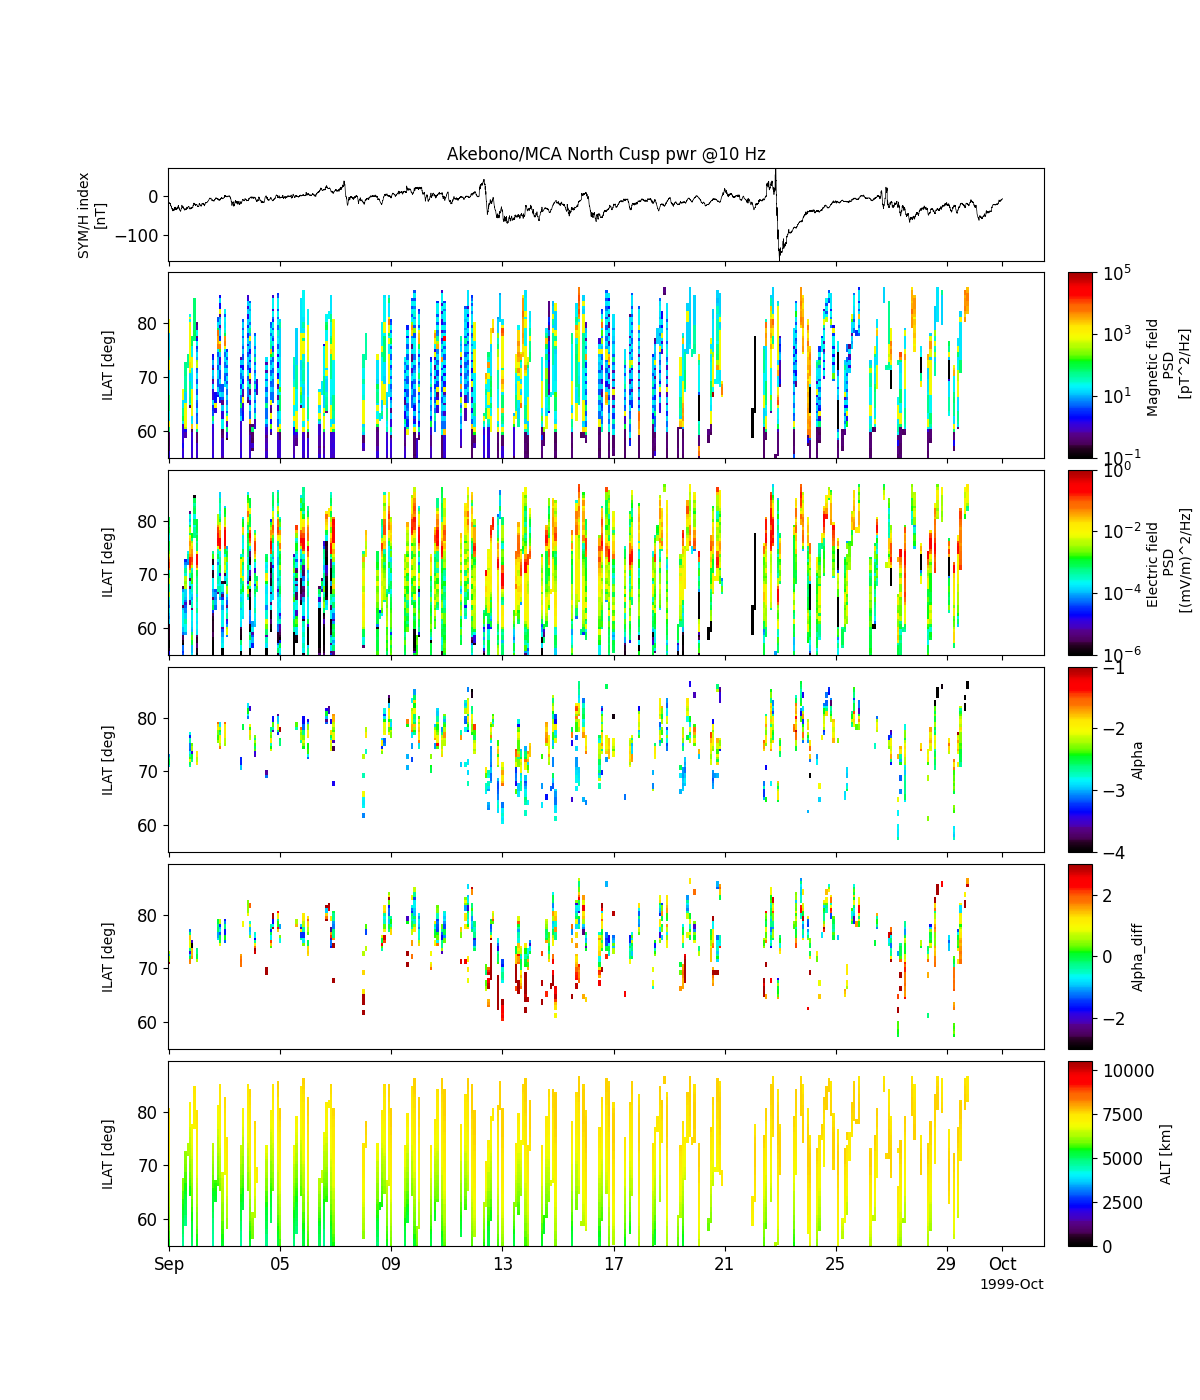 Akebono/MCA North Cusp pwr @10 Hz
SYM/H index
[nT]
0
−100
ILAT [deg]
80
70
60
10^5
10^3
10^1
10^-1
Magnetic field
PSD
[pT^2/Hz]
ILAT [deg]
80
70
60
10^0
10^-2
10^-4
10^-6
Electric field
PSD
[(mV/m)^2/Hz]
ILAT [deg]
80
70
60
−1
−2
−3
−4
Alpha
ILAT [deg]
80
70
60
2
0
−2
Alpha_diff
ILAT [deg]
80
70
60
10000
7500
5000
2500
0
ALT [km]
Sep 05 09 13 17 21 25 29 Oct
1999-Oct